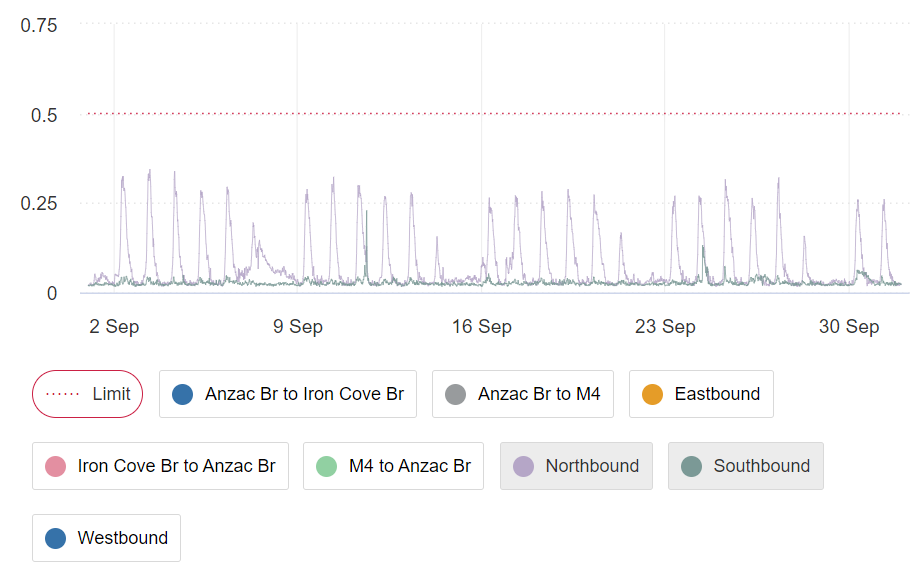 0.75
0.5
0.25
0
2 Sep 9 Sep 16 Sep 23 Sep 30 Sep
Limit Anzac Br to Iron Cove Br Anzac Br to M4 Eastbound
Iron Cove Br to Anzac Br M4 to Anzac Br Northbound Southbound
Westbound